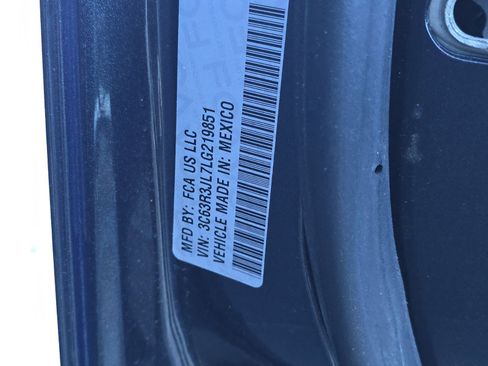 MFD BY: FCA US LLC
VIN: 3C63R3JL7LG219851
VEHICLE MADE IN: MEXICO